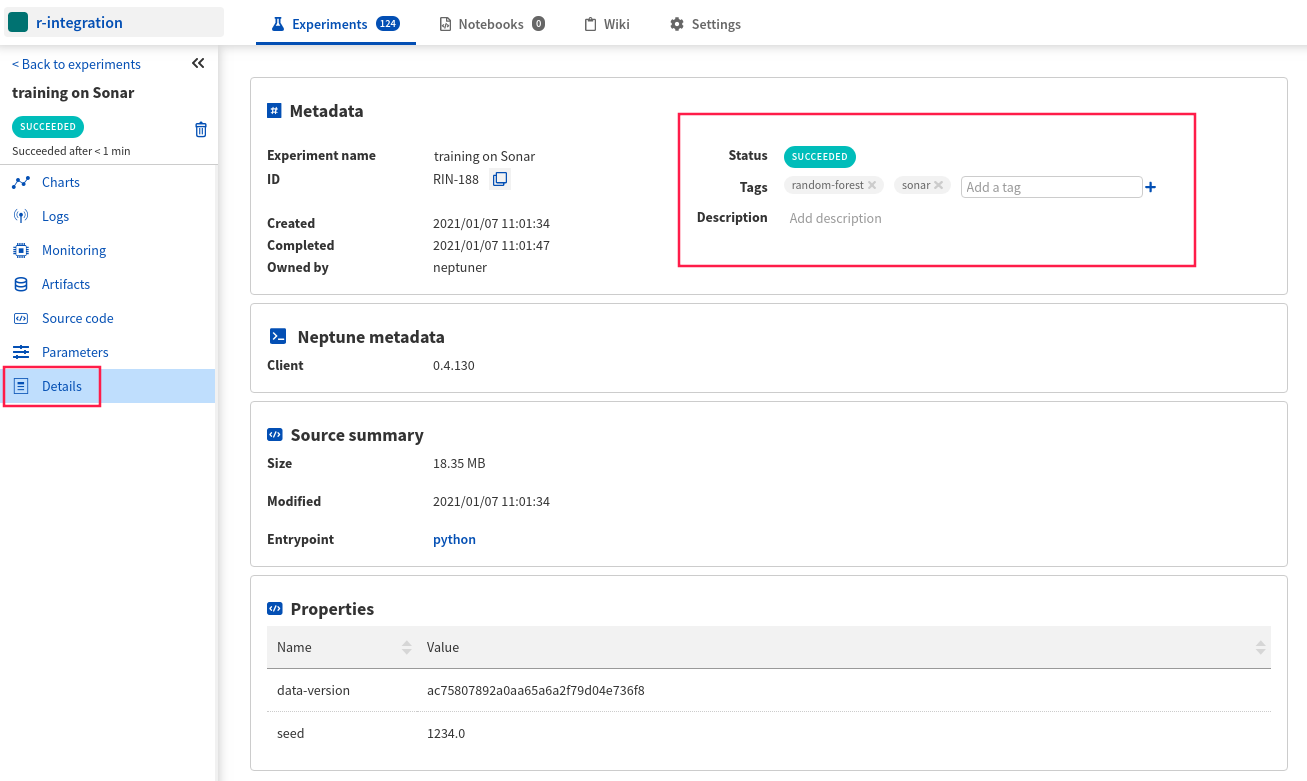 r-integration
Experiments 124 Notebooks 0 Wiki Settings
< Back to experiments
training on Sonar
SUCCEEDED
Succeeded after < 1 min
Charts
Logs
Monitoring
Artifacts
Source code
Parameters
Details
# Metadata
Experiment name training on Sonar
ID RIN-188
Created 2021/01/07 11:01:34
Completed 2021/01/07 11:01:47
Owned by neptuner
Status SUCCEEDED
Tags random-forest sonar Add a tag
Description Add description
Neptune metadata
Client 0.4.130
Source summary
Size 18.35 MB
Modified 2021/01/07 11:01:34
Entrypoint python
Properties
Name Value
data-version ac75807892a0aa65a6a2f79d04e736f8
seed 1234.0